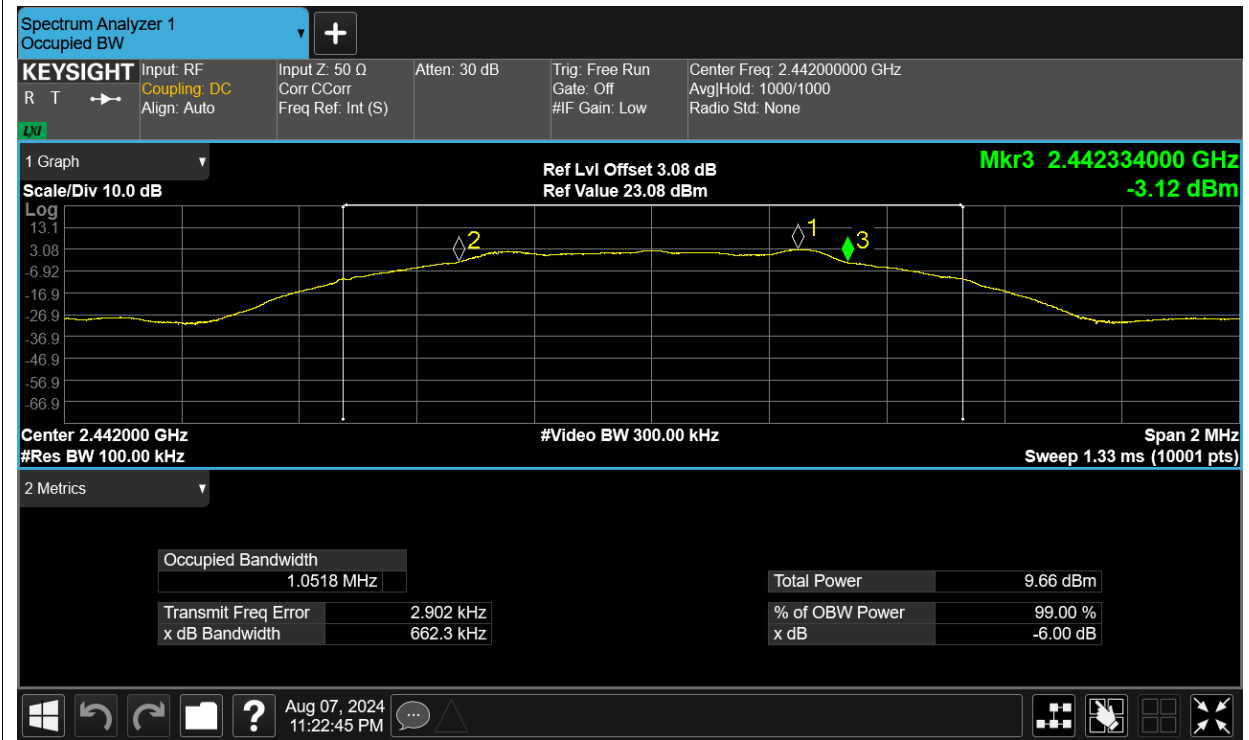 Spectrum Analyzer 1
Occupied BW
KEYSIGHT
R T
LXI
Input: RF
Coupling: DC
Align: Auto
Input Z: 50 Ω
Corr CCorr
Freq Ref: Int (S)
Atten: 30 dB
Trig: Free Run
Gate: Off
#IF Gain: Low
Center Freq: 2.442000000 GHz
Avg|Hold: 1000/1000
Radio Std: None
1 Graph
Scale/Div 10.0 dB
Ref Lvl Offset 3.08 dB
Ref Value 23.08 dBm
Mkr3 2.442334000 GHz
-3.12 dBm
Log
13.1
3.08
-6.92
-16.9
-26.9
-36.9
-46.9
-56.9
-66.9
2
1
3
Center 2.442000 GHz
#Res BW 100.00 kHz
#Video BW 300.00 kHz
Span 2 MHz
Sweep 1.33 ms (10001 pts)
2 Metrics
Occupied Bandwidth
1.0518 MHz
Transmit Freq Error 2.902 kHz
x dB Bandwidth 662.3 kHz
Total Power 9.66 dBm
% of OBW Power 99.00 %
x dB -6.00 dB
?
Aug 07, 2024
11:22:45 PM